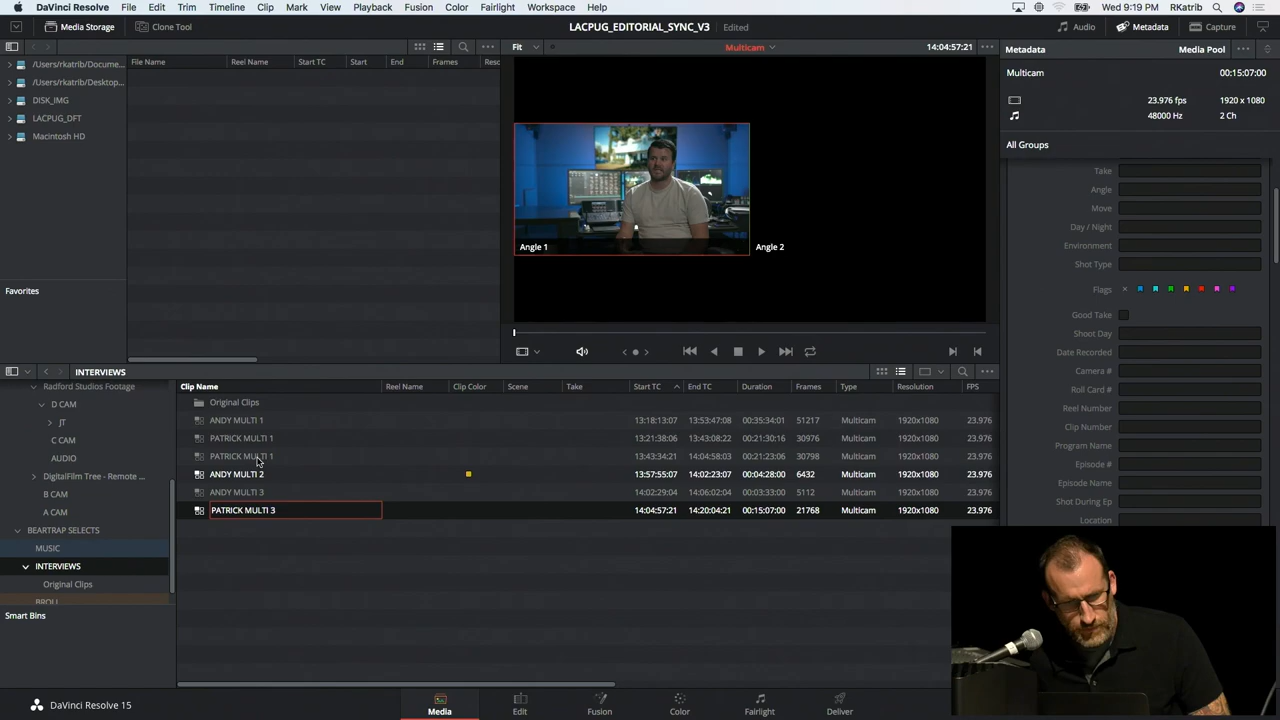 DaVinci Resolve File Edit Trim Timeline Clip Mark View Playback Fusion Color Fairlight Workspace Help Wed 9:19 PM RKatrib
Media Storage Clone Tool LACPUG_EDITORIAL_SYNC_V3 Edited Audio Metadata Capture
Fit Multicam 14:04:57:21 Metadata Media Pool
File Name Reel Name Start TC Start End Frames Reso
/Users/rkatrib/Docume...
/Users/rkatrib/Desktop...
DISK_IMG
LACPUG_DFT
Macintosh HD
Favorites
Angle 1
Angle 2
Multicam 00:15:07:00
23.976 fps 1920 x 1080
48000 Hz 2 Ch
All Groups
Take
Angle
Move
Day / Night
Environment
Shot Type
Flags
Good Take
Shoot Day
Date Recorded
Camera #
Roll Card #
Reel Number
Clip Number
Program Name
Episode #
Episode Name
Shot During Ep
Location
INTERVIEWS
Radford Studios Footage
D CAM
JT
C CAM
AUDIO
DigitalFilm Tree - Remote ...
B CAM
A CAM
BEARTRAP SELECTS
MUSIC
INTERVIEWS
Original Clips
BROLL
Smart Bins
Clip Name Reel Name Clip Color Scene Take Start TC End TC Duration Frames Type Resolution FPS
Original Clips
ANDY MULTI 1 13:18:13:07 13:53:47:08 00:35:34:01 51217 Multicam 1920x1080 23.976
PATRICK MULTI 1 13:21:38:06 13:43:08:22 00:21:30:16 30976 Multicam 1920x1080 23.976
PATRICK MULTI 1 13:43:34:21 14:04:58:03 00:21:23:06 30798 Multicam 1920x1080 23.976
ANDY MULTI 2 13:57:55:07 14:02:23:07 00:04:28:00 6432 Multicam 1920x1080 23.976
ANDY MULTI 3 14:02:29:04 14:06:02:04 00:03:33:00 5112 Multicam 1920x1080 23.976
PATRICK MULTI 3 14:04:57:21 14:20:04:21 00:15:07:00 21768 Multicam 1920x1080 23.976
DaVinci Resolve 15
Media Edit Fusion Color Fairlight Deliver